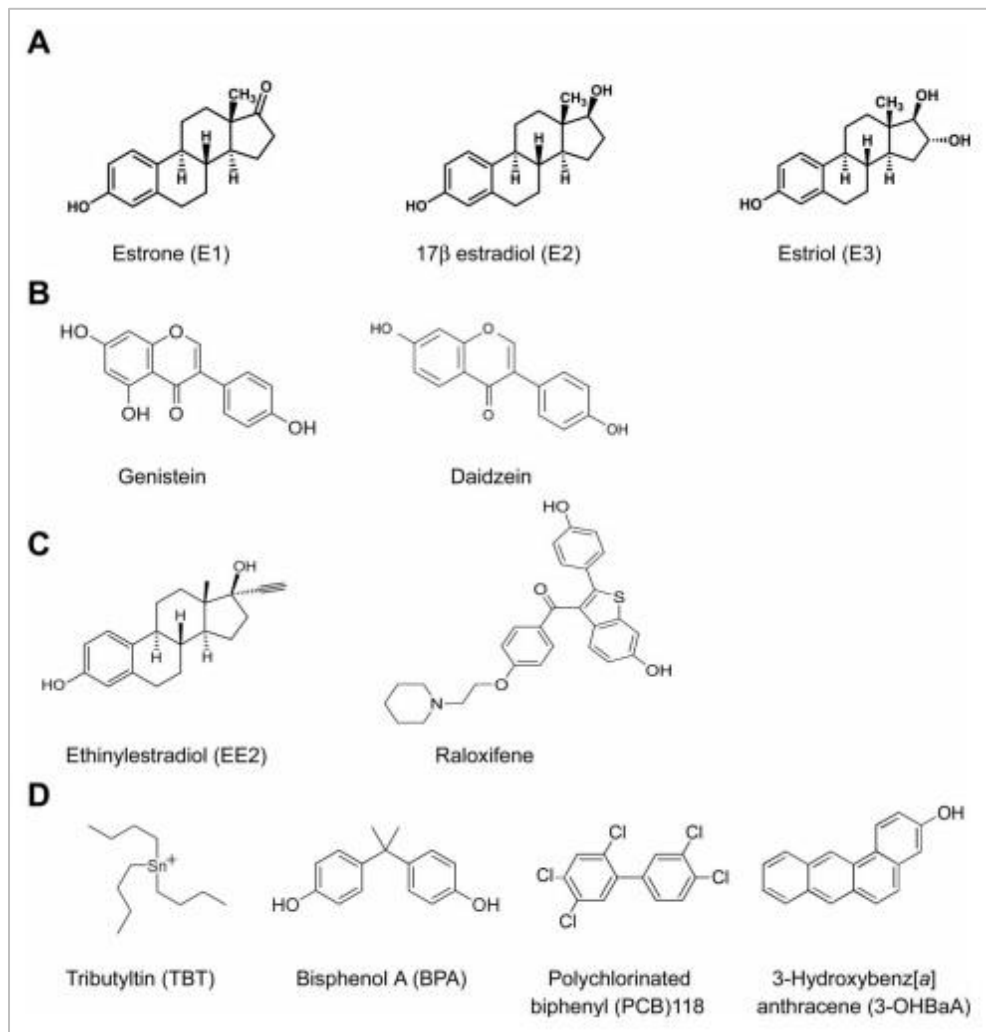 A
CH₃
O
H
H
H
HO
Estrone (E1)
CH₃
OH
H
H
H
HO
17β estradiol (E2)
CH₃
OH
OH
H
H
H
HO
Estriol (E3)
B
HO
O
OH
O
OH
Genistein
HO
O
O
OH
Daidzein
C
OH
H
H
H
HO
Ethinylestradiol (EE2)
HO
O
S
OH
O
N
Raloxifene
D
Sn⁺
Tributyltin (TBT)
HO
OH
Bisphenol A (BPA)
Cl
Cl
Cl
Cl
Cl
Polychlorinated
biphenyl (PCB)118
OH
3-Hydroxybenz[a]
anthracene (3-OHBaA)